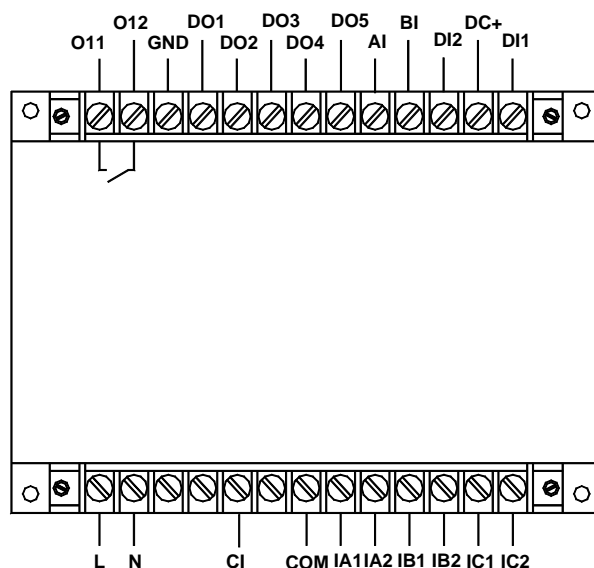 O11 O12 GND DO1 DO2 DO3 DO4 DO5 AI BI DI2 DC+ DI1
L N CI COM IA1 IA2 IB1 IB2 IC1 IC2